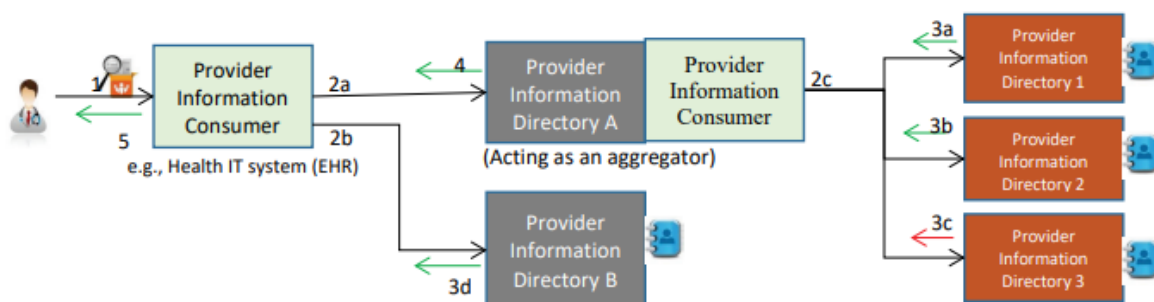 1
5
Provider
Information
Consumer
e.g., Health IT system (EHR)
2a
2b
4
Provider
Information
Directory A
(Acting as an aggregator)
Provider
Information
Consumer
2c
3d
Provider
Information
Directory B
3a
Provider
Information
Directory 1
3b
Provider
Information
Directory 2
3c
Provider
Information
Directory 3